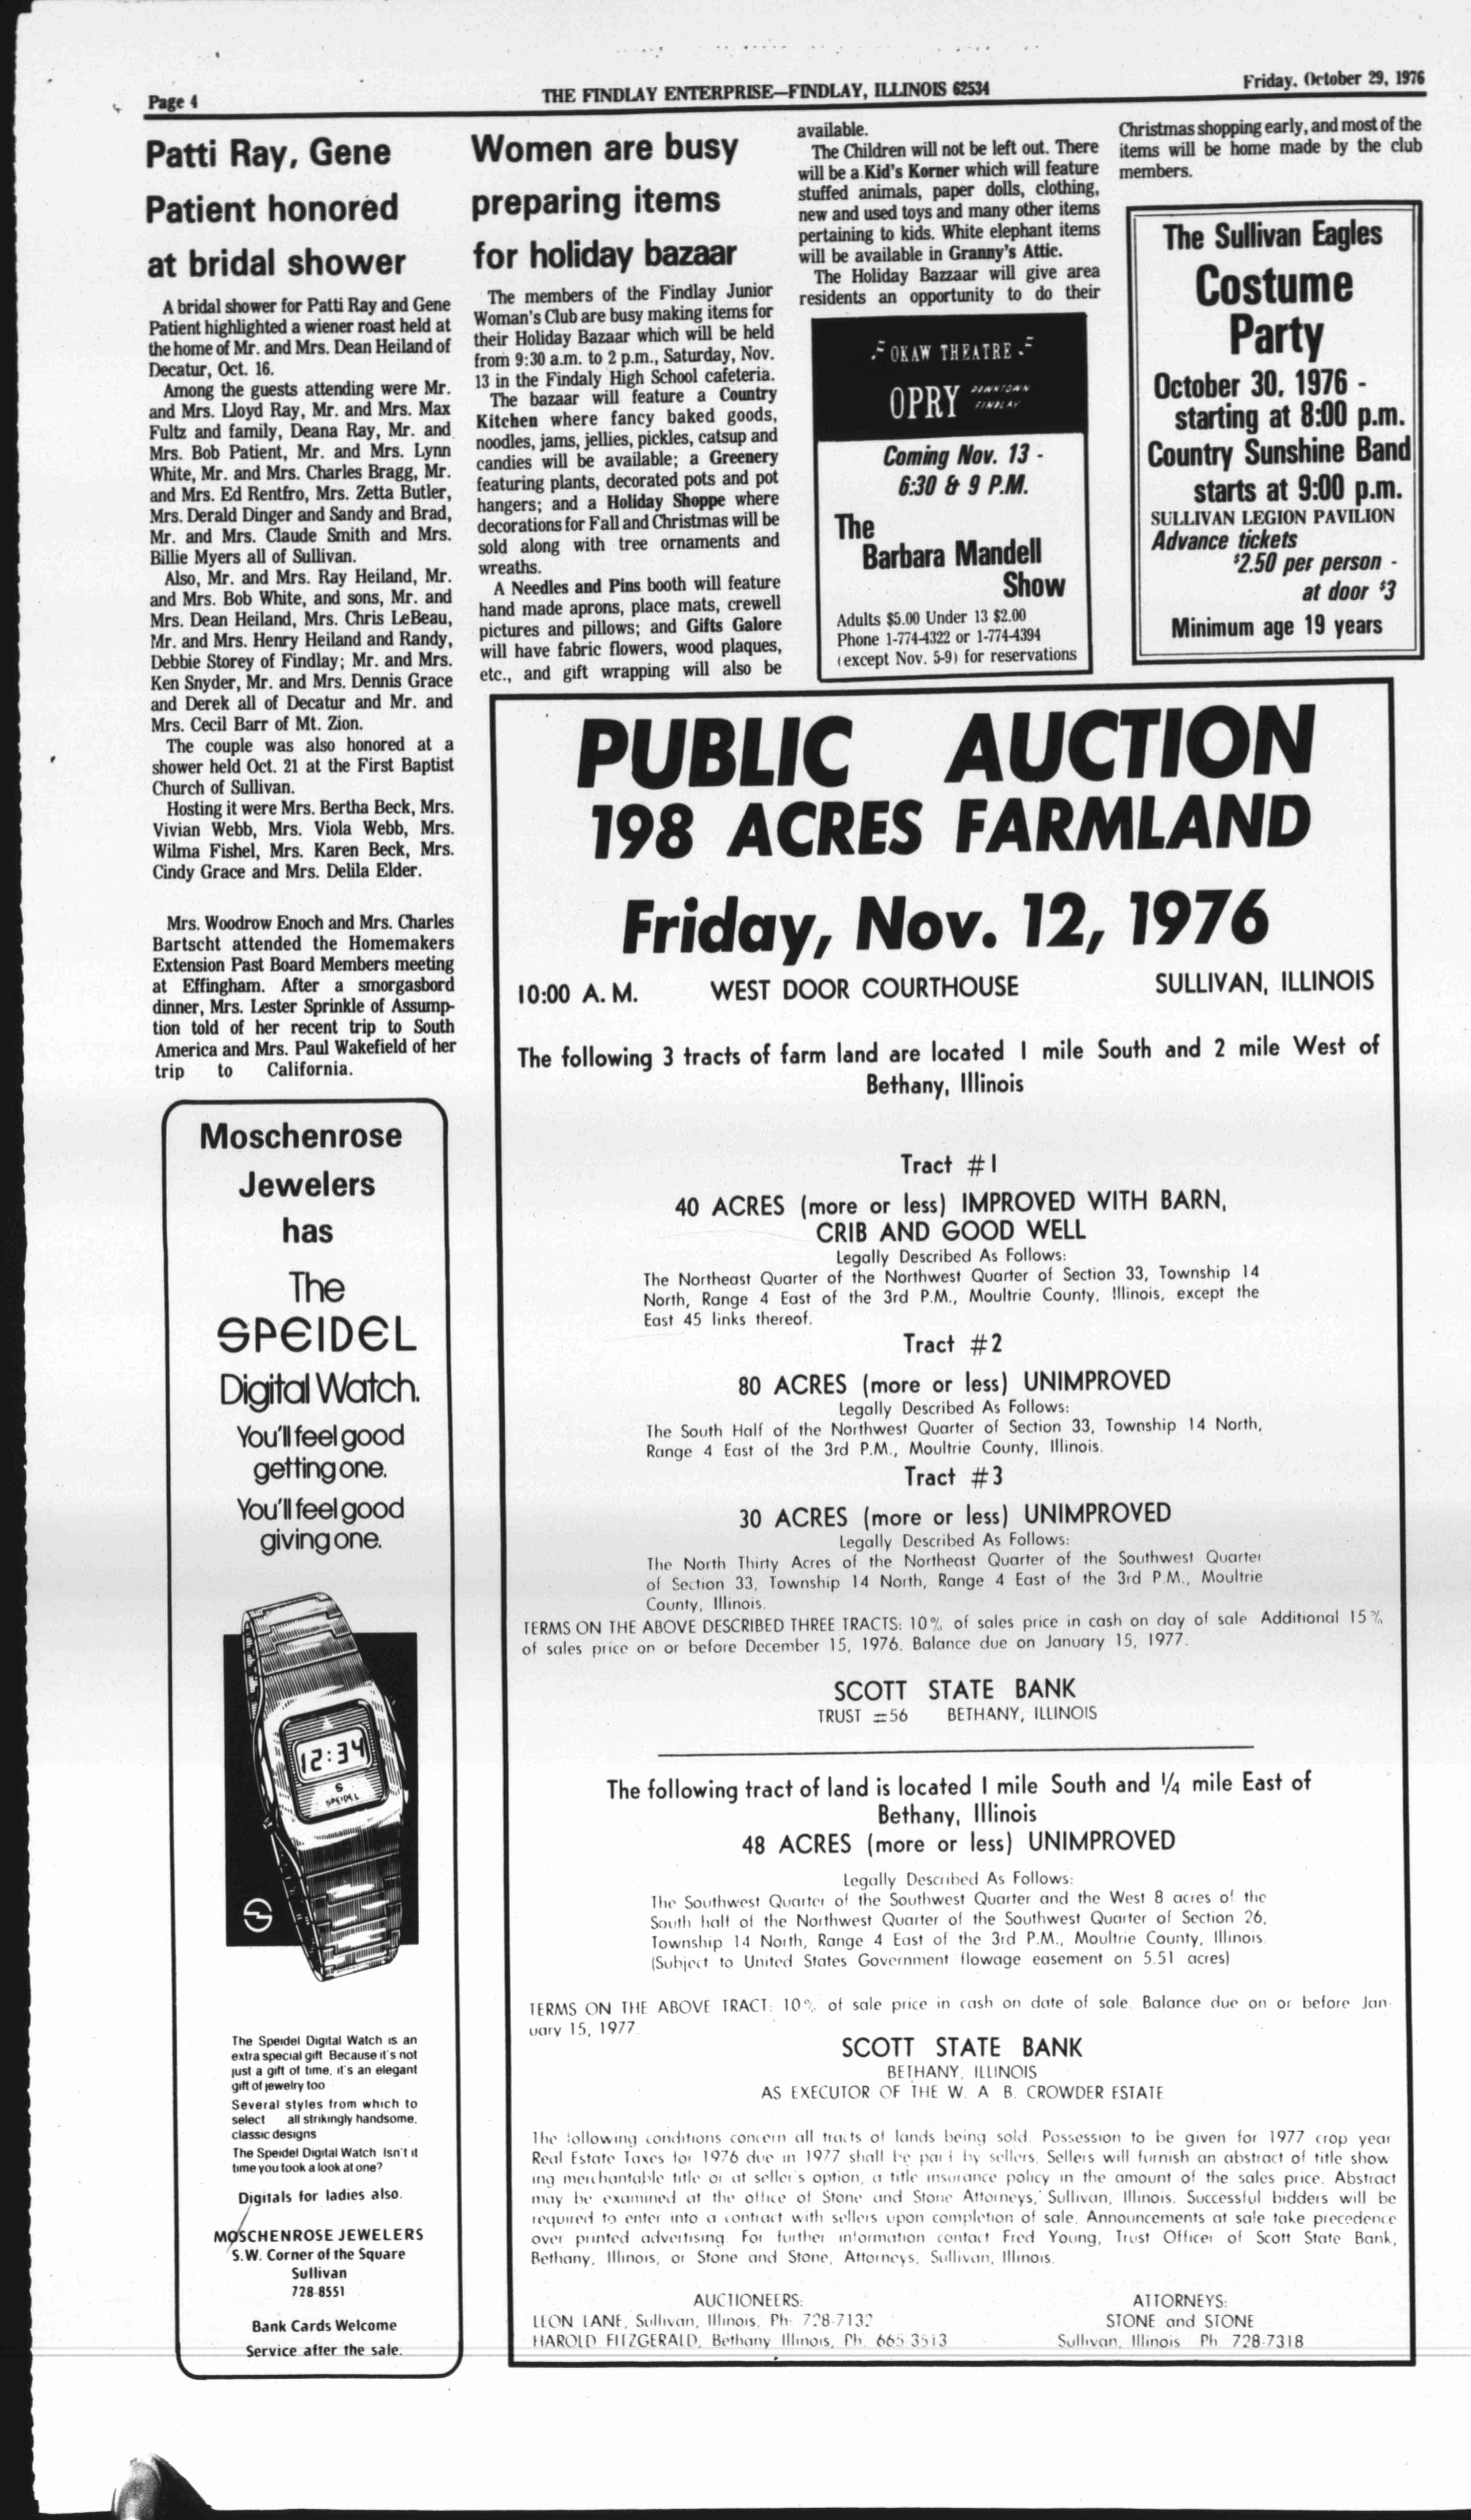 Page 4
THE FINDLAY ENTERPRISE—FINDLAY, ILLINOIS 62534
Friday, October 29, 1976
Patti Ray, Gene
Patient honored
at bridal shower
A bridal shower for Patti Ray and Gene
Patient highlighted a wiener roast held at
the home of Mr. and Mrs. Dean Heiland of
Decatur, Oct. 16.
Among the guests attending were Mr.
and Mrs. Lloyd Ray, Mr. and Mrs. Max
Fultz and family, Deana Ray, Mr. and
Mrs. Bob Patient, Mr. and Mrs. Lynn
White, Mr. and Mrs. Charles Bragg, Mr.
and Mrs. Ed Rentfro, Mrs. Zetta Butler,
Mrs. Derald Dinger and Sandy and Brad,
Mr. and Mrs. Claude Smith and Mrs.
Billie Myers all of Sullivan.
Also, Mr. and Mrs. Ray Heiland, Mr.
and Mrs. Bob White, and sons, Mr. and
Mrs. Dean Heiland, Mrs. Chris LeBeau,
Mr. and Mrs. Henry Heiland and Randy,
Debbie Storey of Findlay; Mr. and Mrs.
Ken Snyder, Mr. and Mrs. Dennis Grace
and Derek all of Decatur and Mr. and
Mrs. Cecil Barr of Mt. Zion.
The couple was also honored at a
shower held Oct. 21 at the First Baptist
Church of Sullivan.
Hosting it were Mrs. Bertha Beck, Mrs.
Vivian Webb, Mrs. Viola Webb, Mrs.
Wilma Fishel, Mrs. Karen Beck, Mrs.
Cindy Grace and Mrs. Delila Elder.
Mrs. Woodrow Enoch and Mrs. Charles
Bartscht attended the Homemakers
Extension Past Board Members meeting
at Effingham. After a smorgasbord
dinner, Mrs. Lester Sprinkle of Assump-
tion told of her recent trip to South
America and Mrs. Paul Wakefield of her
trip to California.
Moschenrose
Jewelers
has
The
SPEIDEL
Digital Watch.
You'll feel good
getting one.
You'll feel good
giving one.
12:34
S
SPEIDEL
The Speidel Digital Watch is an
extra special gift Because it's not
just a gift of time, it's an elegant
gift of jewelry too
Several styles from which to
select all strikingly handsome,
classic designs
The Speidel Digital Watch Isn't it
time you took a look at one?
Digitals for ladies also.
MOSCHENROSE JEWELERS
S.W. Corner of the Square
Sullivan
728-8551
Bank Cards Welcome
Service after the sale.
Women are busy
preparing items
for holiday bazaar
The members of the Findlay Junior
Woman's Club are busy making items for
their Holiday Bazaar which will be held
from 9:30 a.m. to 2 p.m., Saturday, Nov.
13 in the Findaly High School cafeteria.
The bazaar will feature a Country
Kitchen where fancy baked goods,
noodles, jams, jellies, pickles, catsup and
candies will be available; a Greenery
featuring plants, decorated pots and pot
hangers; and a Holiday Shoppe where
decorations for Fall and Christmas will be
sold along with tree ornaments and
wreaths.
A Needles and Pins booth will feature
hand made aprons, place mats, crewell
pictures and pillows; and Gifts Galore
will have fabric flowers, wood plaques,
etc., and gift wrapping will also be
available.
The Children will not be left out. There
will be a Kid's Korner which will feature
stuffed animals, paper dolls, clothing,
new and used toys and many other items
pertaining to kids. White elephant items
will be available in Granny's Attic.
The Holiday Bazzaar will give area
residents an opportunity to do their
Christmas shopping early, and most of the
items will be home made by the club
members.
OKAW THEATRE
OPRY DOWNTOWN
FINDLAY
Coming Nov. 13 -
6:30 & 9 P.M.
The
Barbara Mandell
Show
Adults $5.00 Under 13 $2.00
Phone 1-774-4322 or 1-774-4394
(except Nov. 5-9) for reservations
The Sullivan Eagles
Costume
Party
October 30, 1976 -
starting at 8:00 p.m.
Country Sunshine Band
starts at 9:00 p.m.
SULLIVAN LEGION PAVILION
Advance tickets
$2.50 per person -
at door $3
Minimum age 19 years
PUBLIC AUCTION
198 ACRES FARMLAND
Friday, Nov. 12, 1976
10:00 A.M. WEST DOOR COURTHOUSE SULLIVAN, ILLINOIS
The following 3 tracts of farm land are located 1 mile South and 2 mile West of
Bethany, Illinois
Tract #1
40 ACRES (more or less) IMPROVED WITH BARN,
CRIB AND GOOD WELL
Legally Described As Follows:
The Northeast Quarter of the Northwest Quarter of Section 33, Township 14
North, Range 4 East of the 3rd P.M., Moultrie County, Illinois, except the
East 45 links thereof.
Tract #2
80 ACRES (more or less) UNIMPROVED
Legally Described As Follows:
The South Half of the Northwest Quarter of Section 33, Township 14 North,
Range 4 East of the 3rd P.M., Moultrie County, Illinois.
Tract #3
30 ACRES (more or less) UNIMPROVED
Legally Described As Follows:
The North Thirty Acres of the Northeast Quarter of the Southwest Quarter
of Section 33, Township 14 North, Range 4 East of the 3rd P.M., Moultrie
County, Illinois.
TERMS ON THE ABOVE DESCRIBED THREE TRACTS: 10% of sales price in cash on day of sale Additional 15%
of sales price on or before December 15, 1976. Balance due on January 15, 1977.
SCOTT STATE BANK
TRUST #56 BETHANY, ILLINOIS
The following tract of land is located 1 mile South and 1/4 mile East of
Bethany, Illinois
48 ACRES (more or less) UNIMPROVED
Legally Described As Follows:
The Southwest Quarter of the Southwest Quarter and the West 8 acres of the
South half of the Northwest Quarter of the Southwest Quarter of Section 26,
Township 14 North, Range 4 East of the 3rd P.M., Moultrie County, Illinois.
(Subject to United States Government flowage easement on 5.51 acres)
TERMS ON THE ABOVE TRACT: 10% of sale price in cash on date of sale. Balance due on or before Jan-
uary 15, 1977.
SCOTT STATE BANK
BETHANY, ILLINOIS
AS EXECUTOR OF THE W. A. B. CROWDER ESTATE
The following conditions concern all tracts of lands being sold. Possession to be given for 1977 crop year
Real Estate Taxes for 1976 due in 1977 shall be paid by sellers. Sellers will furnish an abstract of title show
ing merchantable title or at seller's option, a title insurance policy in the amount of the sales price. Abstract
may be examined at the office of Stone and Stone Attorneys, Sullivan, Illinois. Successful bidders will be
required to enter into a contract with sellers upon completion of sale. Announcements at sale take precedence
over printed advertising. For further information contact Fred Young, Trust Officer of Scott State Bank,
Bethany, Illinois, or Stone and Stone, Attorneys, Sullivan, Illinois.
AUCTIONEERS:
LEON LANE, Sullivan, Illinois, Ph. 728-7132
HAROLD FITZGERALD, Bethany Illinois, Ph. 665-3513
ATTORNEYS:
STONE and STONE
Sullivan, Illinois Ph 728-7318